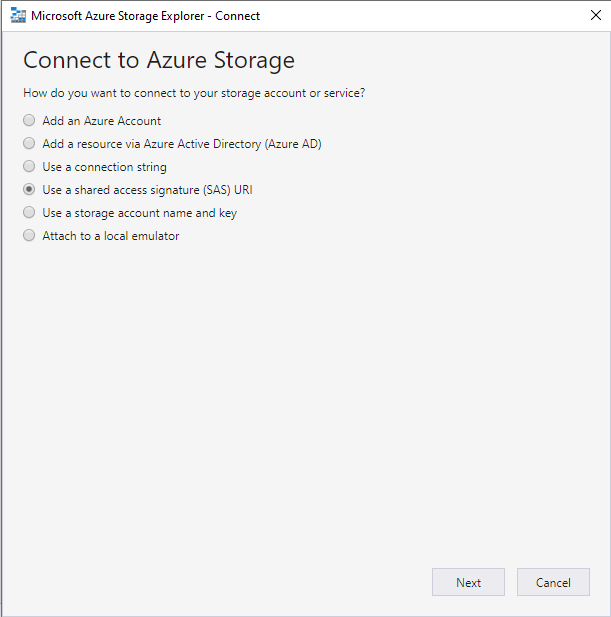 Microsoft Azure Storage Explorer - Connect
Connect to Azure Storage
How do you want to connect to your storage account or service?
Add an Azure Account
Add a resource via Azure Active Directory (Azure AD)
Use a connection string
Use a shared access signature (SAS) URI
Use a storage account name and key
Attach to a local emulator
Next
Cancel